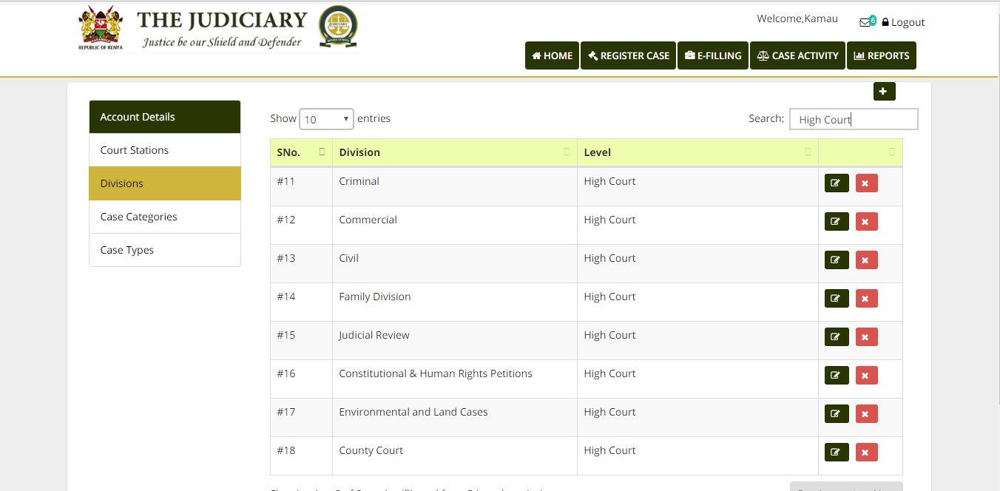 THE JUDICIARY
Justice be our Shield and Defender
REPUBLIC OF KENYA
JUDICIARY
Welcome,Kamau
6
Logout
HOME
REGISTER CASE
E-FILLING
CASE ACTIVITY
REPORTS
Account Details
Court Stations
Divisions
Case Categories
Case Types
Show 10 entries
Search: High Court
SNo. Division Level
#11 Criminal High Court
#12 Commercial High Court
#13 Civil High Court
#14 Family Division High Court
#15 Judicial Review High Court
#16 Constitutional & Human Rights Petitions High Court
#17 Environmental and Land Cases High Court
#18 County Court High Court